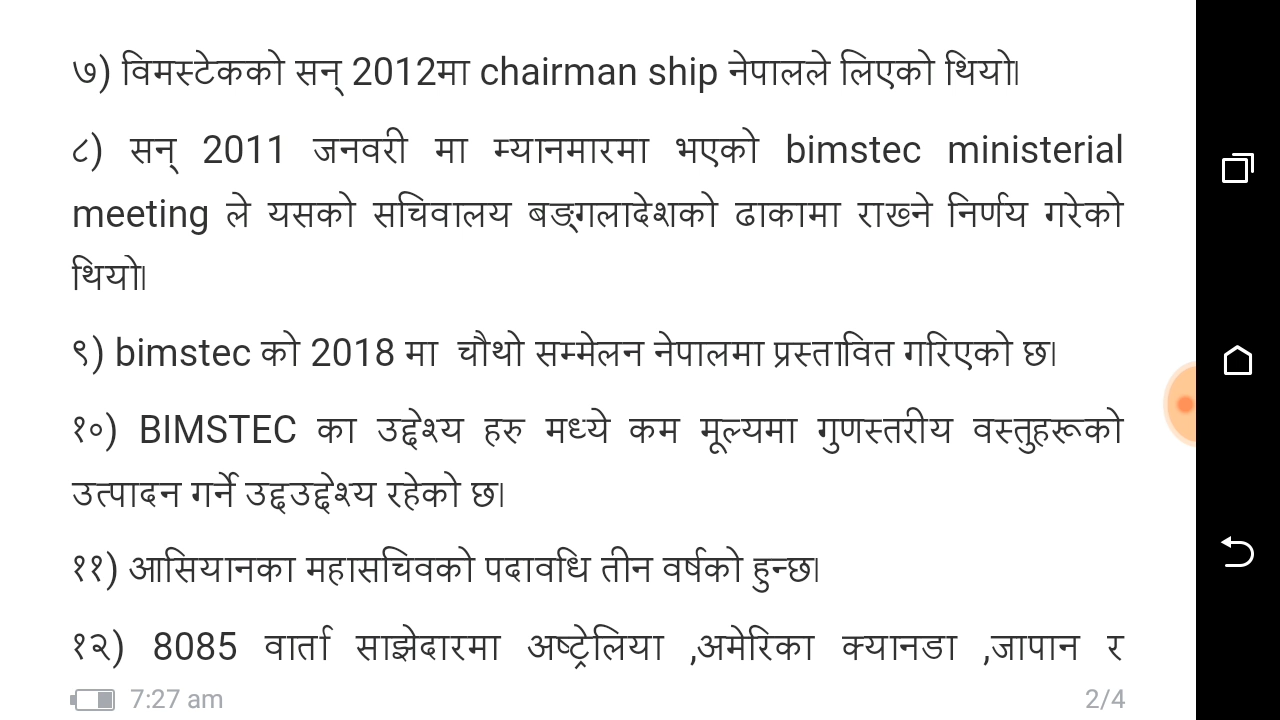 ७) विमस्टेकको सन् 2012मा chairman ship नेपालले लिएको थियो।
८) सन् 2011 जनवरी मा म्यानमारमा भएको bimstec ministerial
meeting ले यसको सचिवालय बङ्गलादेशको ढाकामा राख्ने निर्णय गरेको
थियो।
९) bimstec को 2018 मा चौथो सम्मेलन नेपालमा प्रस्तावित गरिएको छ।
१०) BIMSTEC का उद्देश्य हरु मध्ये कम मूल्यमा गुणस्तरीय वस्तुहरूको
उत्पादन गर्ने उद्दउद्देश्य रहेको छ।
११) आसियानका महासचिवको पदावधि तीन वर्षको हुन्छ।
१२) 8085 वार्ता साझेदारमा अष्ट्रेलिया ,अमेरिका क्यानडा ,जापान र
7:27 am 2/4